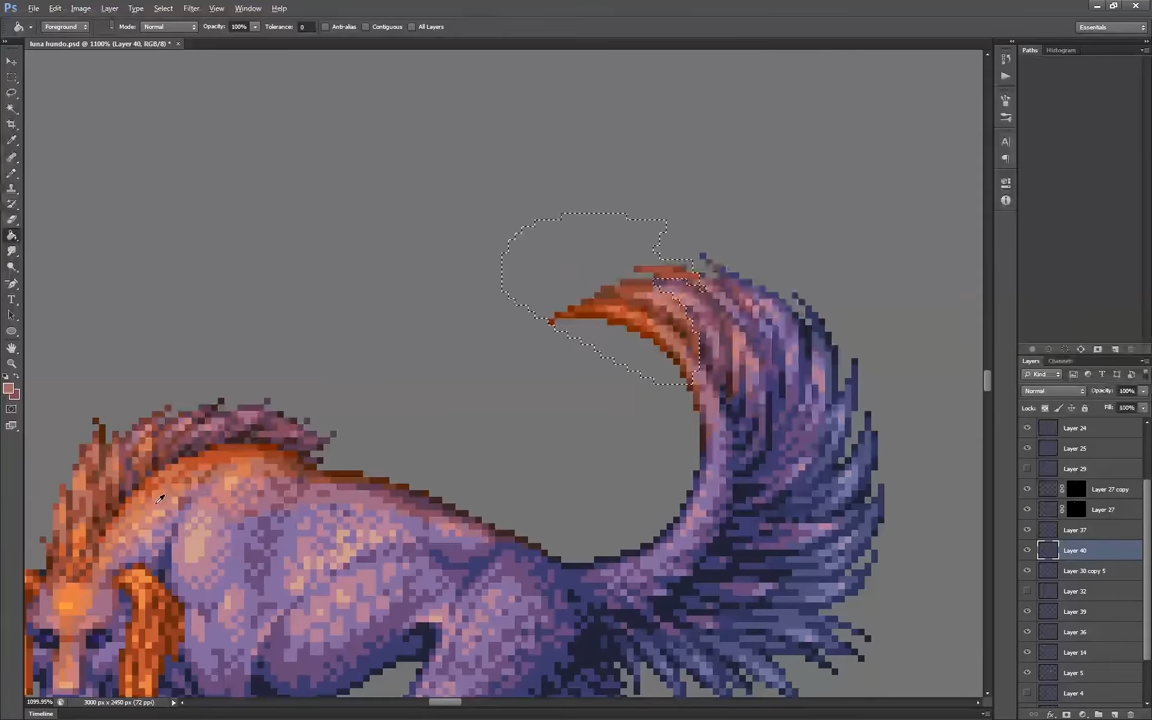 Ps File Edit Image Layer Type Select Filter View Window Help
Foreground Mode: Normal Opacity: 100% Tolerance: 0 Antialias Contiguous All Layers Essentials
luna hundo.psd @ 1100% (Layer 40, RGB/8) * ×
Paths Histogram
Layers Channels
Kind
Normal Opacity: 100%
Lock: Fill: 100%
Layer 24
Layer 25
Layer 29
Layer 27 copy
Layer 27
Layer 37
Layer 40
Layer 30 copy 5
Layer 32
Layer 39
Layer 36
Layer 14
Layer 5
Layer 4
1099.95% 3000 px x 2450 px (72 ppi)
Timeline